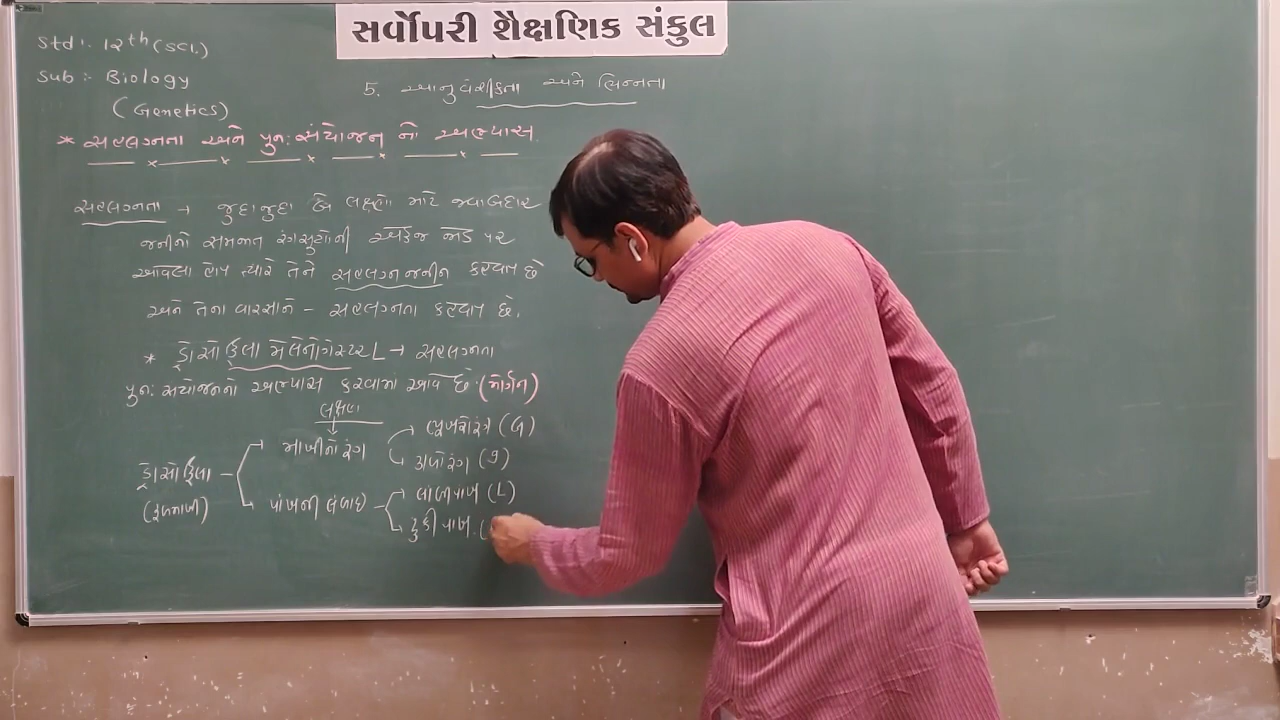 સર્વોપરી શૈક્ષણિક સંકુલ
Std :- 12th (SCI.)
Sub :- Biology
(Genetics)
5. આનુવંશીકતા અને ભિન્નતા
* સહલગ્નતા અને પુન: સંયોજન નો અભ્યાસ.
સહલગ્નતા → જુદાજુદા બે લક્ષણો માટે જવાબદાર
જનીનો સમજાત રંગસુત્રોની એકજ ભાડ પર
આવેલા હોય ત્યારે તેને સહલગ્ન જનીન કહેવાય છે
અને તેના વારસાને - સહલગ્નતા કહેવાય છે.
* ડ્રોસોફિલા મેલેનોગેસ્ટર L → સહલગ્નતા
પુન: સંયોજનનો અભ્યાસ કરવામાં આવે છે. (મોર્ગન)
લક્ષણ
માખીનો રંગ
ભૂખરો રંગ (G)
કાળો રંગ (g)
ડ્રોસોફિલા
(ફળમાખી)
પાંખની લંબાઇ
લાંબી પાંખ (L)
ટુકી પાંખ. (